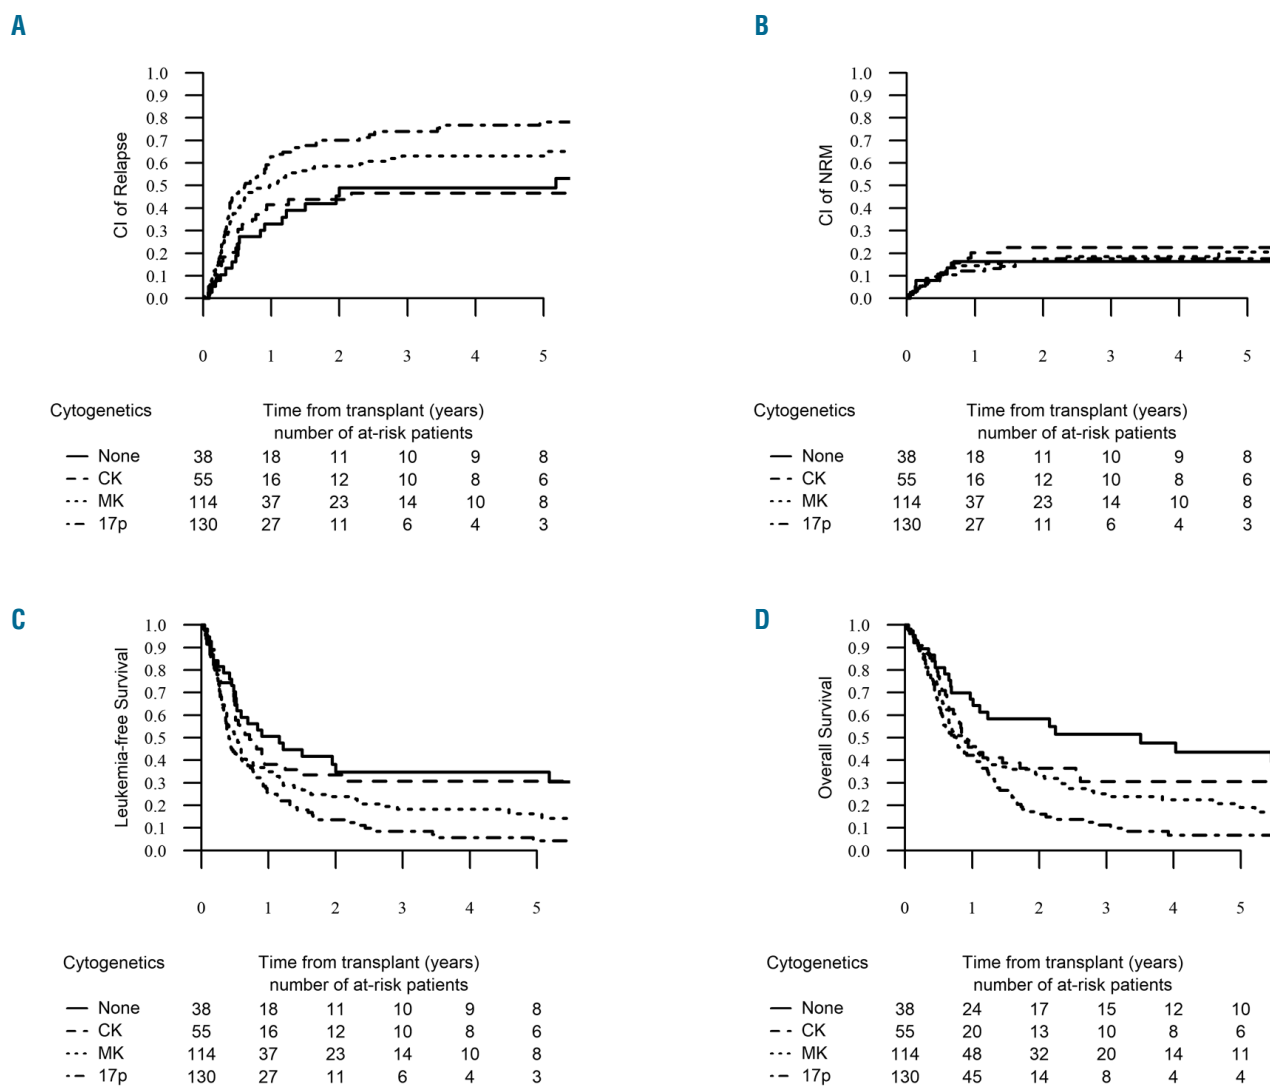 A
CI of Relapse
1.0
0.9
0.8
0.7
0.6
0.5
0.4
0.3
0.2
0.1
0.0
0 1 2 3 4 5
Cytogenetics Time from transplant (years)
number of at-risk patients
None 38 18 11 10 9 8
CK 55 16 12 10 8 6
MK 114 37 23 14 10 8
17p 130 27 11 6 4 3
B
CI of NRM
1.0
0.9
0.8
0.7
0.6
0.5
0.4
0.3
0.2
0.1
0.0
0 1 2 3 4 5
Cytogenetics Time from transplant (years)
number of at-risk patients
None 38 18 11 10 9 8
CK 55 16 12 10 8 6
MK 114 37 23 14 10 8
17p 130 27 11 6 4 3
C
Leukemia-free Survival
1.0
0.9
0.8
0.7
0.6
0.5
0.4
0.3
0.2
0.1
0.0
0 1 2 3 4 5
Cytogenetics Time from transplant (years)
number of at-risk patients
None 38 18 11 10 9 8
CK 55 16 12 10 8 6
MK 114 37 23 14 10 8
17p 130 27 11 6 4 3
D
Overall Survival
1.0
0.9
0.8
0.7
0.6
0.5
0.4
0.3
0.2
0.1
0.0
0 1 2 3 4 5
Cytogenetics Time from transplant (years)
number of at-risk patients
None 38 24 17 15 12 10
CK 55 20 13 10 8 6
MK 114 48 32 20 14 11
17p 130 45 14 8 4 4